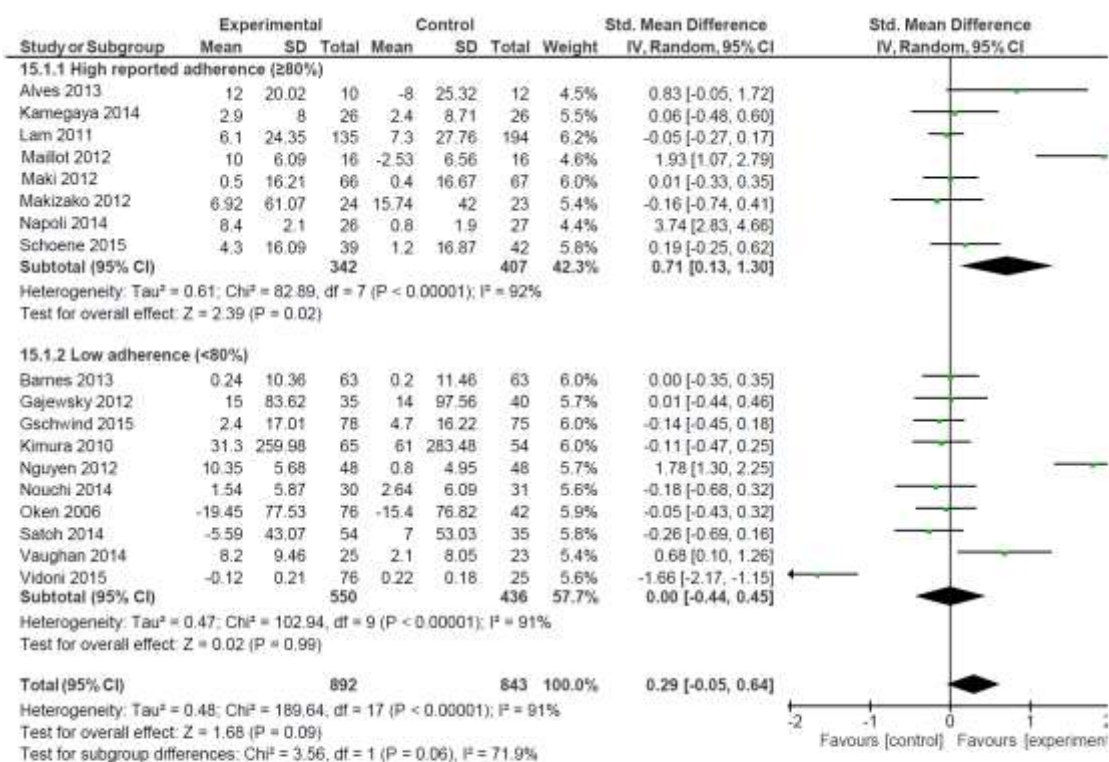 Experimental Control Std. Mean Difference Std. Mean Difference
Study or Subgroup Mean SD Total Mean SD Total Weight IV, Random, 95% CI IV, Random, 95% CI
15.1.1 High reported adherence (≥80%)
Alves 2013 12 20.02 10 -8 25.32 12 4.5% 0.83 [-0.05, 1.72]
Kamegaya 2014 2.9 8 26 2.4 8.71 26 5.5% 0.06 [-0.48, 0.60]
Lam 2011 6.1 24.35 135 7.3 27.76 194 6.2% -0.05 [-0.27, 0.17]
Maillot 2012 10 6.09 16 -2.53 6.56 16 4.6% 1.93 [1.07, 2.79]
Maki 2012 0.5 16.21 66 0.4 16.67 67 6.0% 0.01 [-0.33, 0.35]
Makizako 2012 6.92 61.07 24 15.74 42 23 5.4% -0.16 [-0.74, 0.41]
Napoli 2014 8.4 2.1 26 0.8 1.9 27 4.4% 3.74 [2.83, 4.66]
Schoene 2015 4.3 16.09 39 1.2 16.87 42 5.8% 0.19 [-0.25, 0.62]
Subtotal (95% CI) 342 407 42.3% 0.71 [0.13, 1.30]
Heterogeneity: Tau² = 0.61; Chi² = 82.89, df = 7 (P < 0.00001); I² = 92%
Test for overall effect: Z = 2.39 (P = 0.02)
15.1.2 Low adherence (<80%)
Barnes 2013 0.24 10.36 63 0.2 11.46 63 6.0% 0.00 [-0.35, 0.35]
Gajewsky 2012 15 83.62 35 14 97.56 40 5.7% 0.01 [-0.44, 0.46]
Gschwind 2015 2.4 17.01 78 4.7 16.22 75 6.0% -0.14 [-0.45, 0.18]
Kimura 2010 31.3 259.98 65 61 283.48 54 6.0% -0.11 [-0.47, 0.25]
Nguyen 2012 10.35 5.68 48 0.8 4.95 48 5.7% 1.78 [1.30, 2.25]
Nouchi 2014 1.54 5.87 30 2.64 6.09 31 5.6% -0.18 [-0.68, 0.32]
Oken 2006 -19.45 77.53 76 -15.4 76.82 42 5.9% -0.05 [-0.43, 0.32]
Satoh 2014 -5.59 43.07 54 7 53.03 35 5.8% -0.26 [-0.69, 0.16]
Vaughan 2014 8.2 9.46 25 2.1 8.05 23 5.4% 0.68 [0.10, 1.26]
Vidoni 2015 -0.12 0.21 76 0.22 0.18 25 5.6% -1.66 [-2.17, -1.15]
Subtotal (95% CI) 550 436 57.7% 0.00 [-0.44, 0.45]
Heterogeneity: Tau² = 0.47; Chi² = 102.94, df = 9 (P < 0.00001); I² = 91%
Test for overall effect: Z = 0.02 (P = 0.99)
Total (95% CI) 892 843 100.0% 0.29 [-0.05, 0.64]
Heterogeneity: Tau² = 0.48; Chi² = 189.64, df = 17 (P < 0.00001); I² = 91%
Test for overall effect: Z = 1.68 (P = 0.09)
Test for subgroup differences: Chi² = 3.56, df = 1 (P = 0.06), I² = 71.9%
-2 -1 0 1 2
Favours [control] Favours [experiment